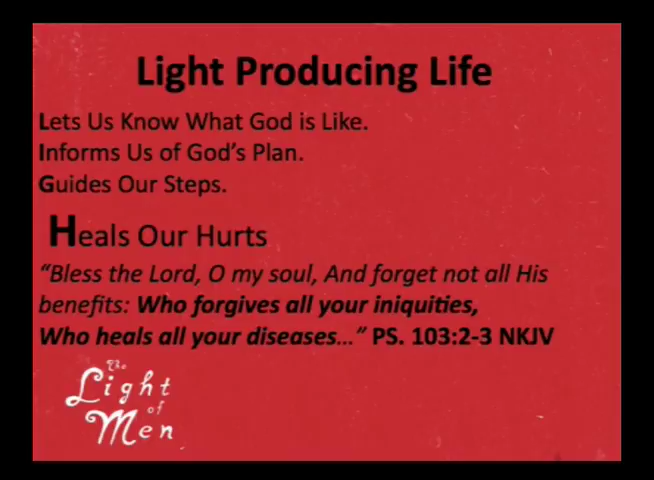 Light Producing Life
Lets Us Know What God is Like.
Informs Us of God's Plan.
Guides Our Steps.
Heals Our Hurts
“Bless the Lord, O my soul, And forget not all His
benefits: Who forgives all your iniquities,
Who heals all your diseases…” PS. 103:2-3 NKJV
The
Light
of
Men